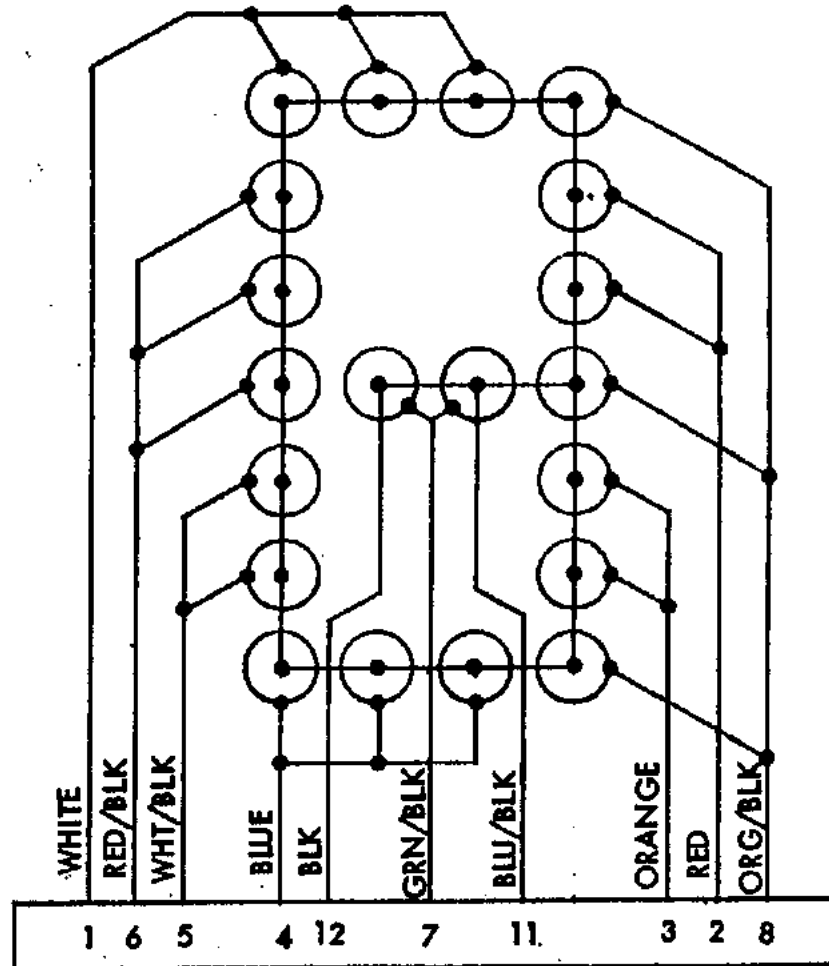 WHITE
RED/BLK
WHT/BLK
BLUE
BLK
GRN/BLK
BLU/BLK
ORANGE
RED
ORG/BLK
1 6 5 4 12 7 11. 3 2 8